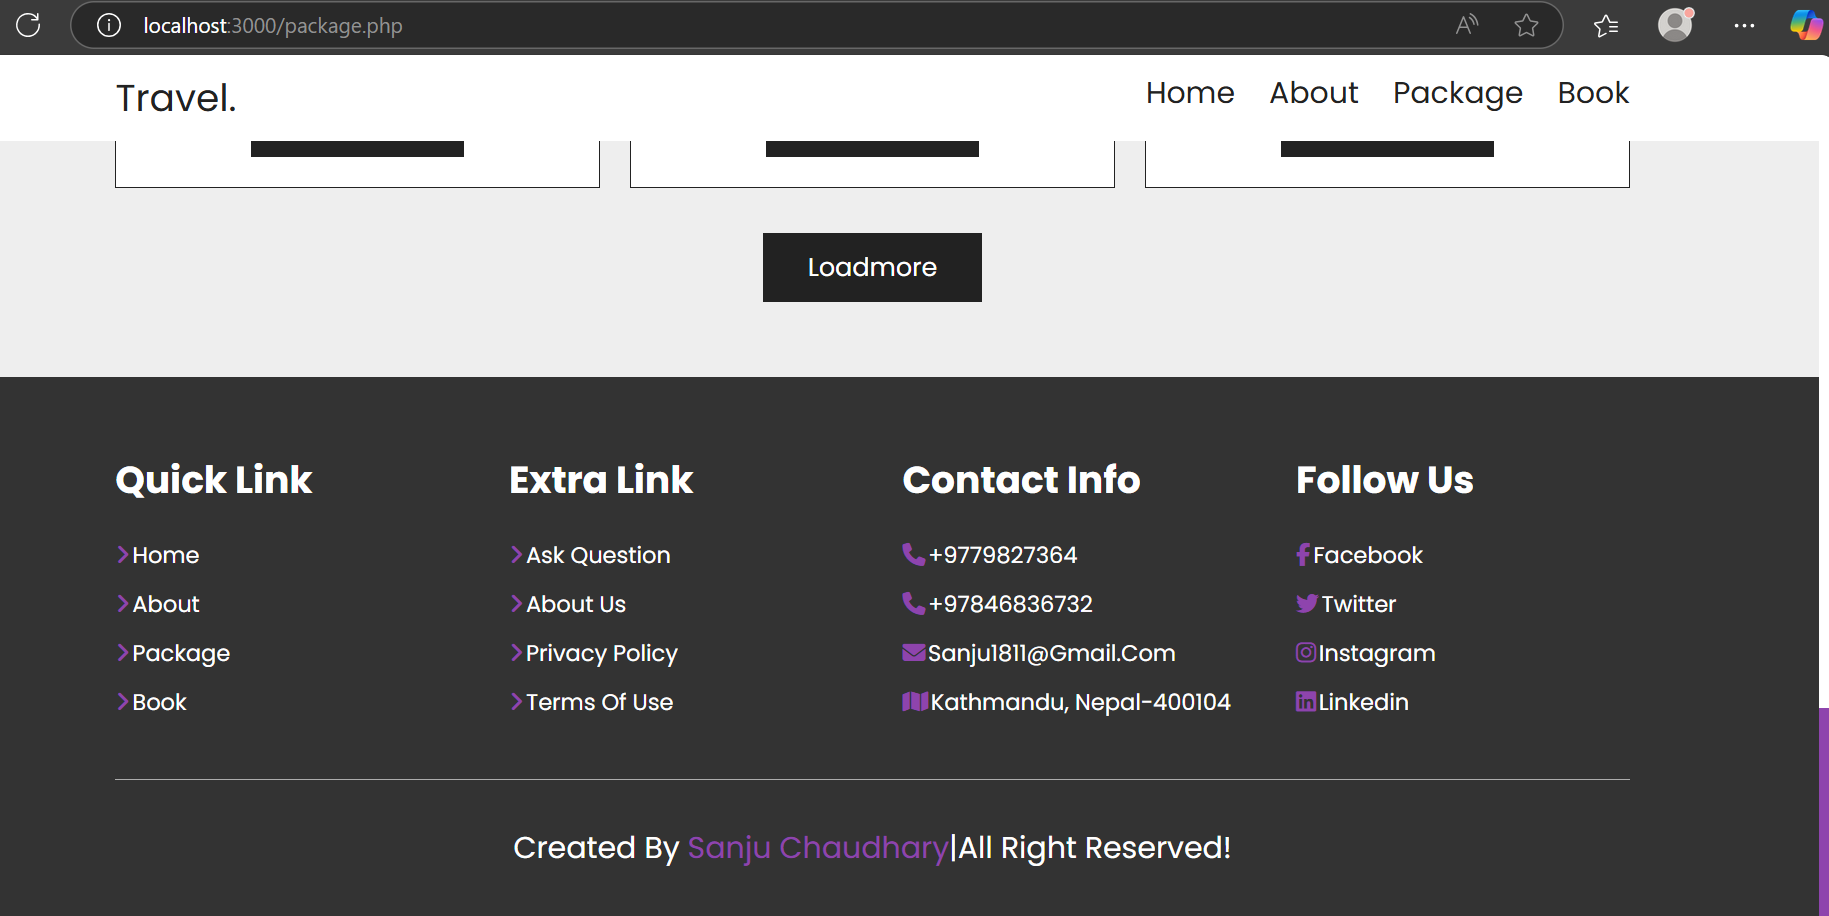 localhost:3000/package.php
Travel.
Home About Package Book
Loadmore
Quick Link
Home
About
Package
Book
Extra Link
Ask Question
About Us
Privacy Policy
Terms Of Use
Contact Info
+9779827364
+97846836732
Sanju1811@Gmail.Com
Kathmandu, Nepal-400104
Follow Us
Facebook
Twitter
Instagram
Linkedin
Created By Sanju Chaudhary|All Right Reserved!